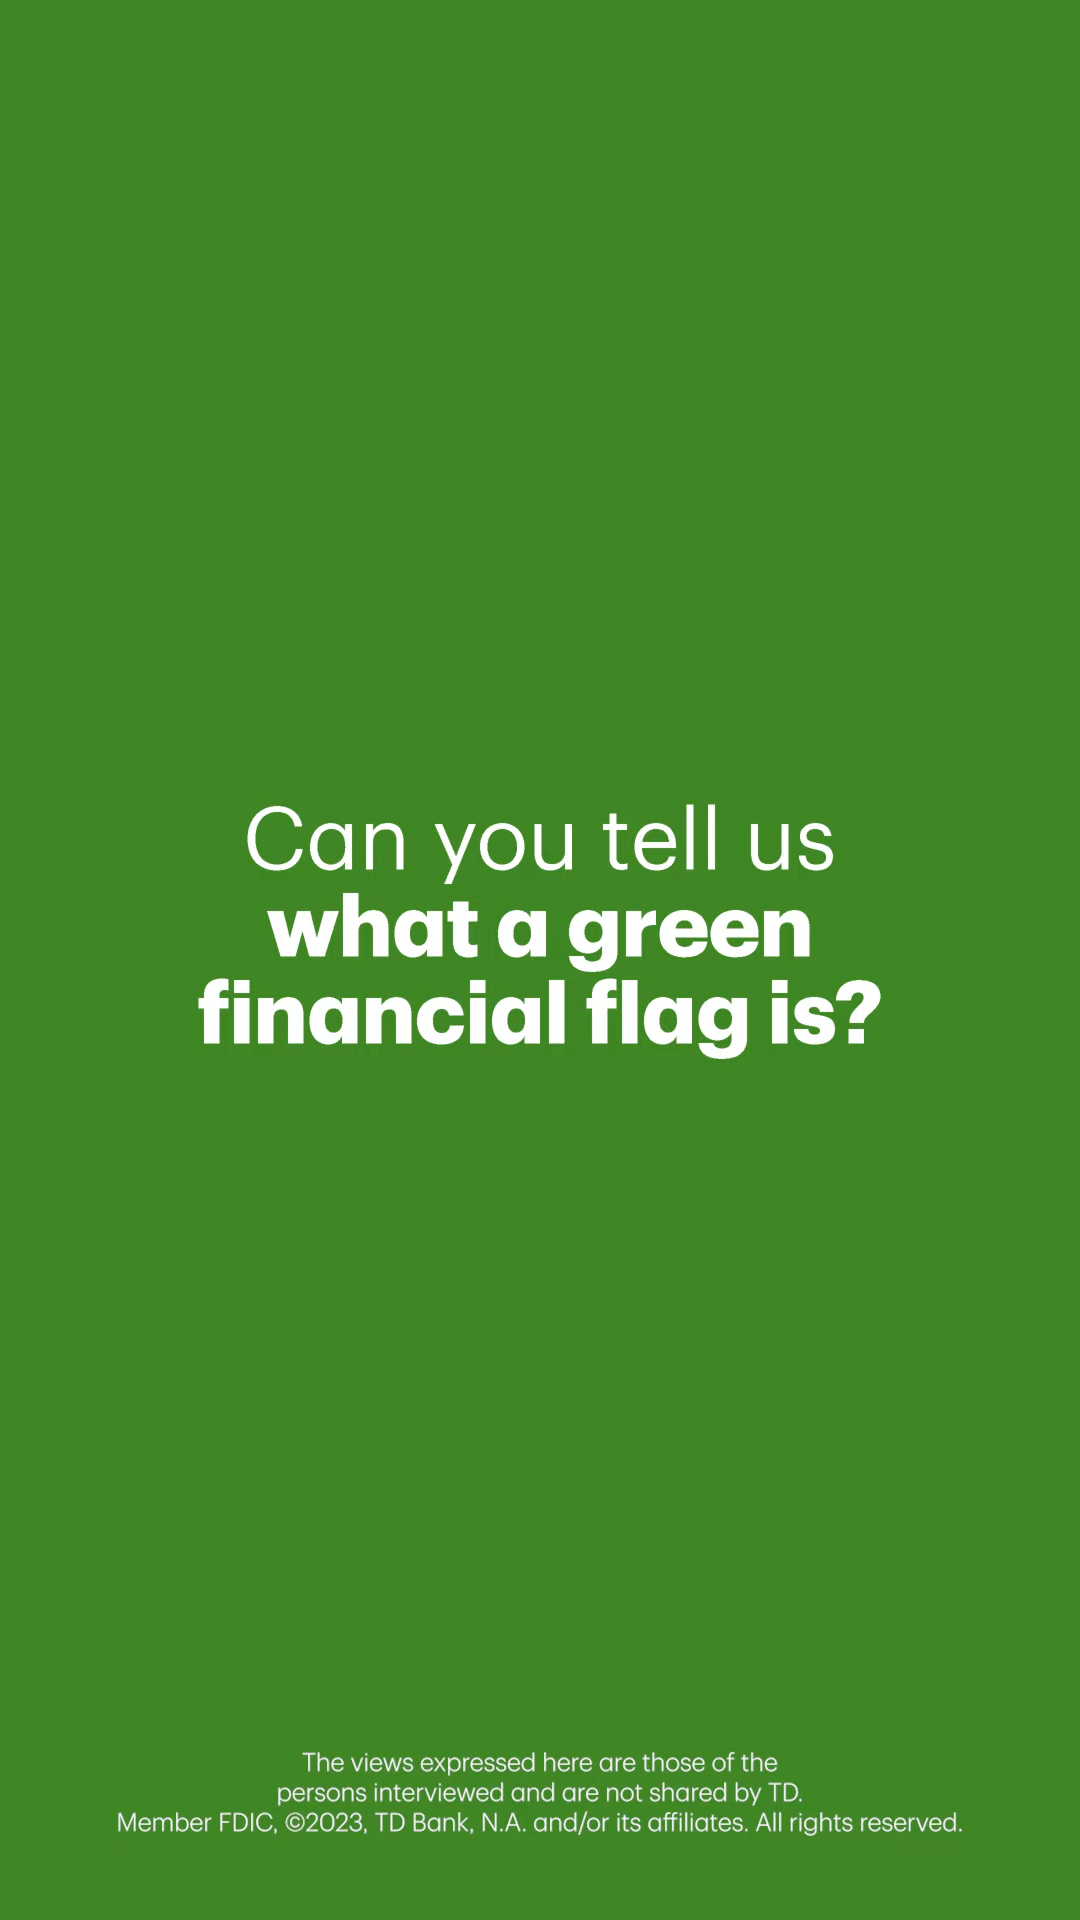 Can you tell us
what a green
financial flag is?
The views expressed here are those of the
persons interviewed and are not shared by TD.
Member FDIC, ©2023, TD Bank, N.A. and/or its affiliates. All rights reserved.